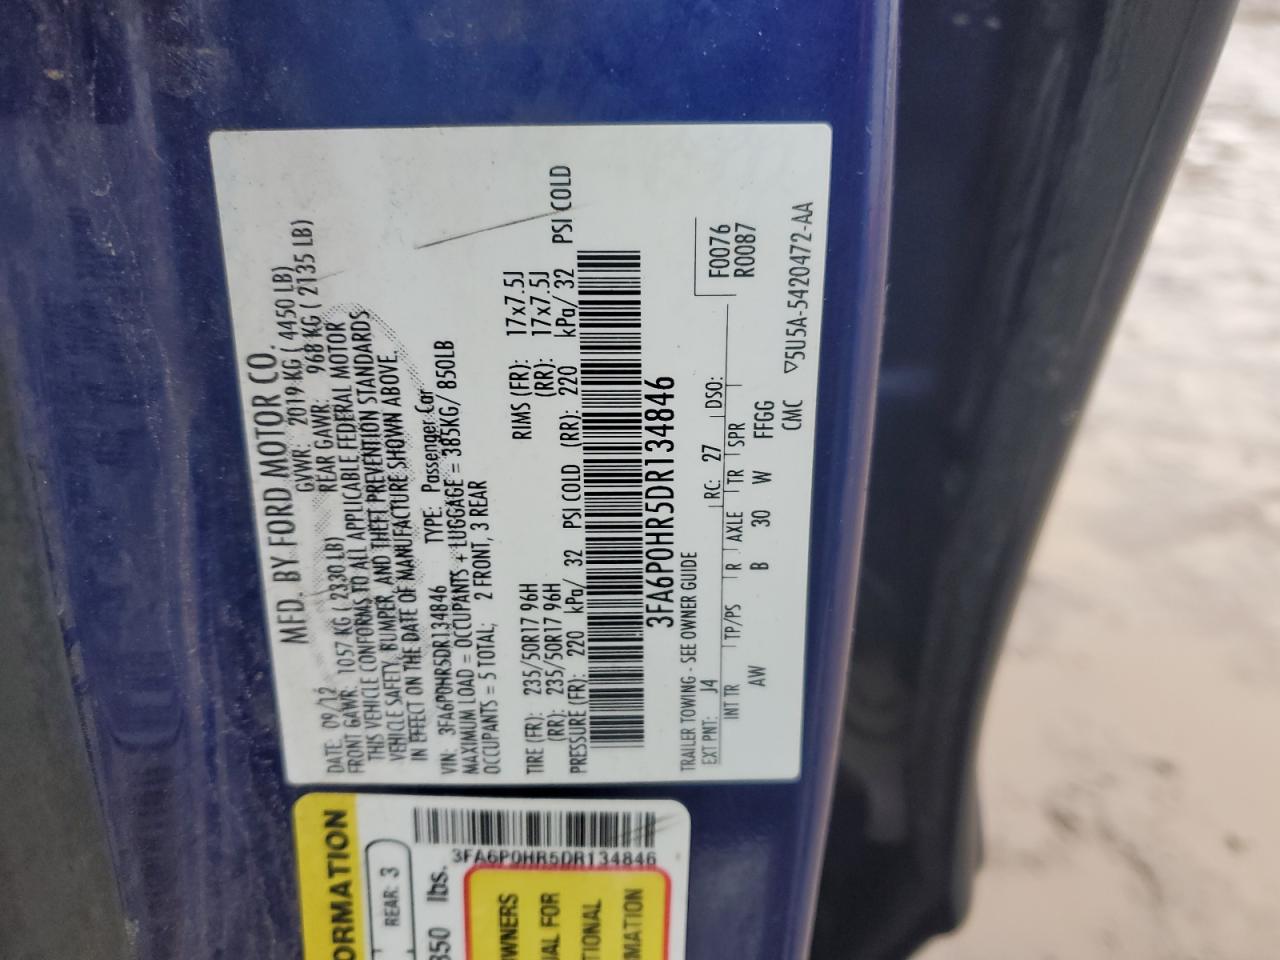 MFD. BY FORD MOTOR CO.
DATE: 09/12 GVWR: 2019 KG ( 4450 LB)
FRONT GAWR: 1057 KG ( 2330 LB) REAR GAWR: 968 KG ( 2135 LB)
THIS VEHICLE CONFORMS TO ALL APPLICABLE FEDERAL MOTOR
VEHICLE SAFETY, BUMPER, AND THEFT PREVENTION STANDARDS
IN EFFECT ON THE DATE OF MANUFACTURE SHOWN ABOVE.
VIN: 3FA6P0HR5DR134846 TYPE: Passenger Car
MAXIMUM LOAD = OCCUPANTS + LUGGAGE = 385KG/ 850LB
OCCUPANTS = 5 TOTAL; 2 FRONT, 3 REAR
TIRE (FR): 235/50R17 96H RIMS (FR): 17x7.5J
(RR): 235/50R17 96H (RR): 17x7.5J
PRESSURE (FR): 220 kPa/ 32 PSI COLD (RR): 220 kPa/ 32 PSI COLD
3FA6P0HR5DR134846
TRAILER TOWING - SEE OWNER GUIDE F0076
EXT PNT: J4 RC: 27 DSO: R0087
INT TR TP/PS R AXLE TR SPR
AW B 30 W FFGG
CMC ▽5U5A-5420472-AA
ORMATION
REAR: 3
850 lbs.
3FA6P0HR5DR134846
WNERS
UAL FOR
TIONAL
MATION